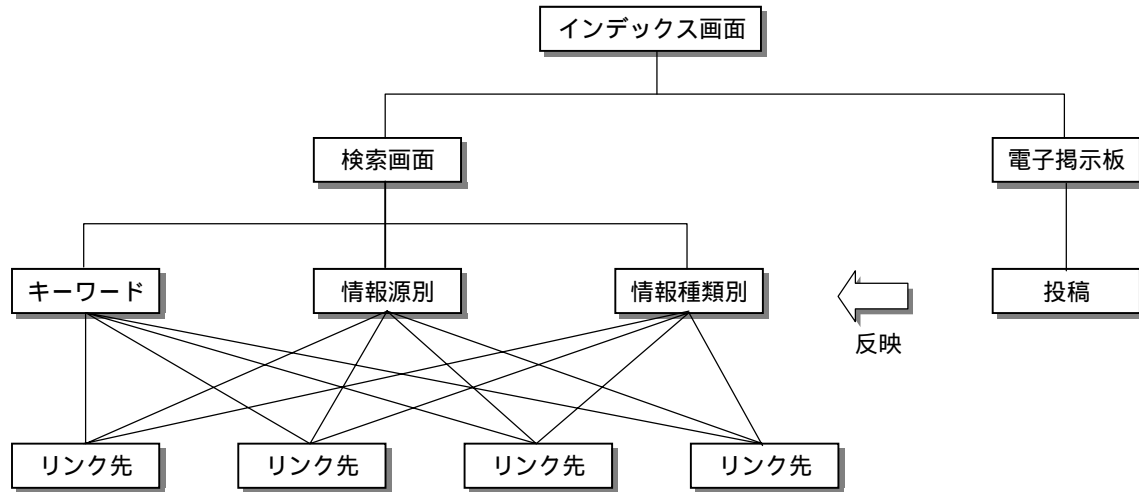 インデックス画面
検索画面
電子掲示板
キーワード
情報源別
情報種類別
投稿
反映
リンク先
リンク先
リンク先
リンク先